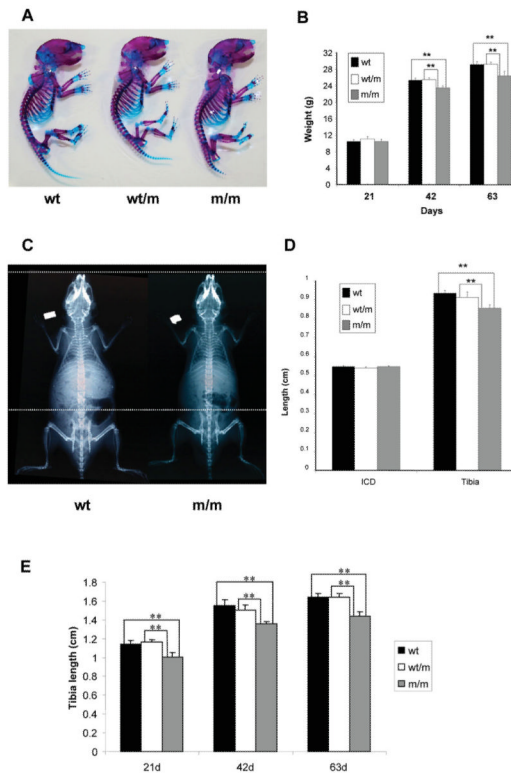 A
wt
wt/m
m/m
B
Weight (g)
32
28
24
20
16
12
8
4
0
wt
wt/m
m/m
**
**
**
**
21
42
63
Days
C
wt
m/m
D
Length (cm)
1
0.9
0.8
0.7
0.6
0.5
0.4
0.3
0.2
0.1
0
wt
wt/m
m/m
**
**
ICD
Tibia
E
Tibia length (cm)
1.8
1.6
1.4
1.2
1
0.8
0.6
0.4
0.2
0
**
**
**
**
**
**
wt
wt/m
m/m
21d
42d
63d